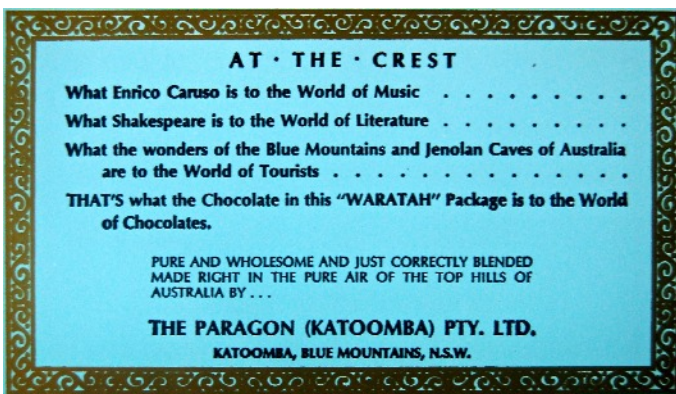 AT · THE · CREST
What Enrico Caruso is to the World of Music . . . . . . . . .
What Shakespeare is to the World of Literature . . . . . . . . .
What the wonders of the Blue Mountains and Jenolan Caves of Australia
are to the World of Tourists . . . . . . . . . . . . . .
THAT'S what the Chocolate in this "WARATAH" Package is to the World
of Chocolates.
PURE AND WHOLESOME AND JUST CORRECTLY BLENDED
MADE RIGHT IN THE PURE AIR OF THE TOP HILLS OF
AUSTRALIA BY . . .
THE PARAGON (KATOOMBA) PTY. LTD.
KATOOMBA, BLUE MOUNTAINS, N.S.W.